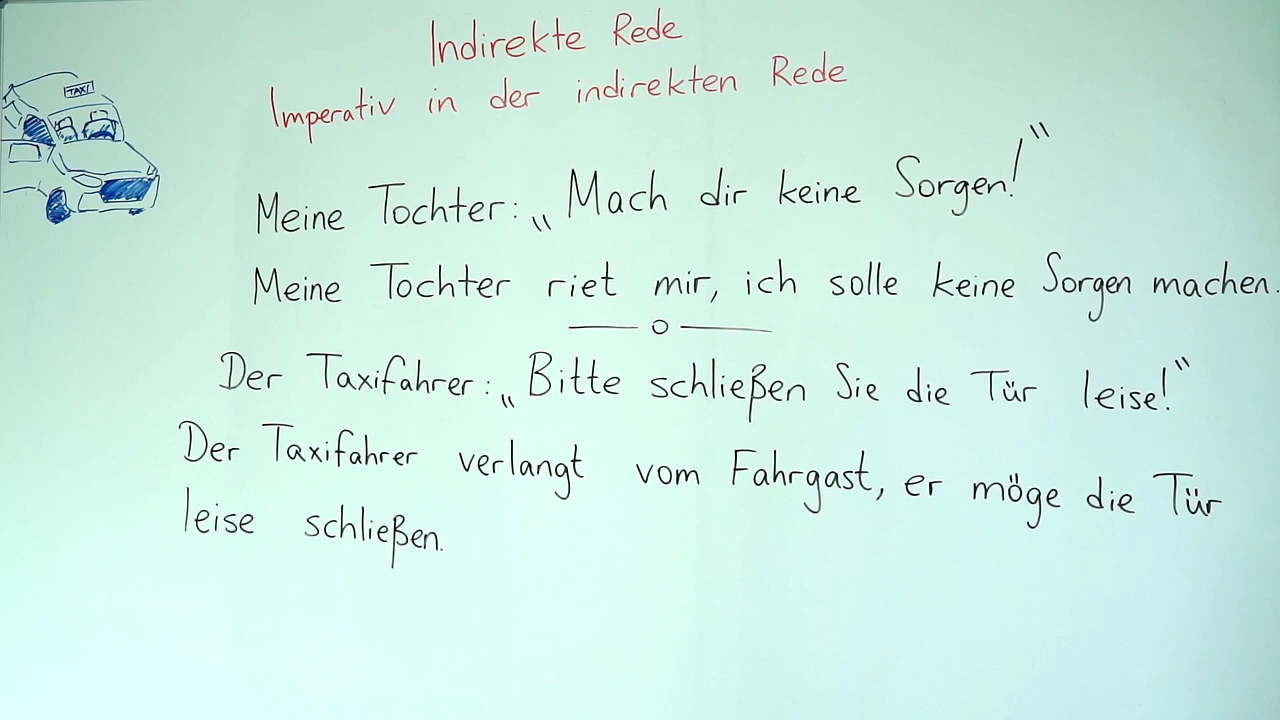 Indirekte Rede
Imperativ in der indirekten Rede
TAXI
Meine Tochter: „Mach dir keine Sorgen!"
Meine Tochter riet mir, ich solle keine Sorgen machen.
Der Taxifahrer: „Bitte schließen Sie die Tür leise!"
Der Taxifahrer verlangt vom Fahrgast, er möge die Tür
leise schließen.